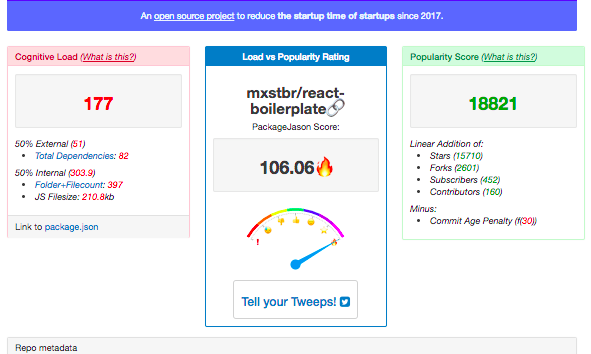 An open source project to reduce the startup time of startups since 2017.
Cognitive Load (What is this?)
177
50% External (51)
Total Dependencies: 82
50% Internal (303.9)
Folder+Filecount: 397
JS Filesize: 210.8kb
Link to package.json
Load vs Popularity Rating
mxstbr/react-
boilerplate🔗
PackageJason Score:
106.06🔥
Tell your Tweeps!
Popularity Score (What is this?)
18821
Linear Addition of:
Stars (15710)
Forks (2601)
Subscribers (452)
Contributors (160)
Minus:
Commit Age Penalty (f(30))
Repo metadata